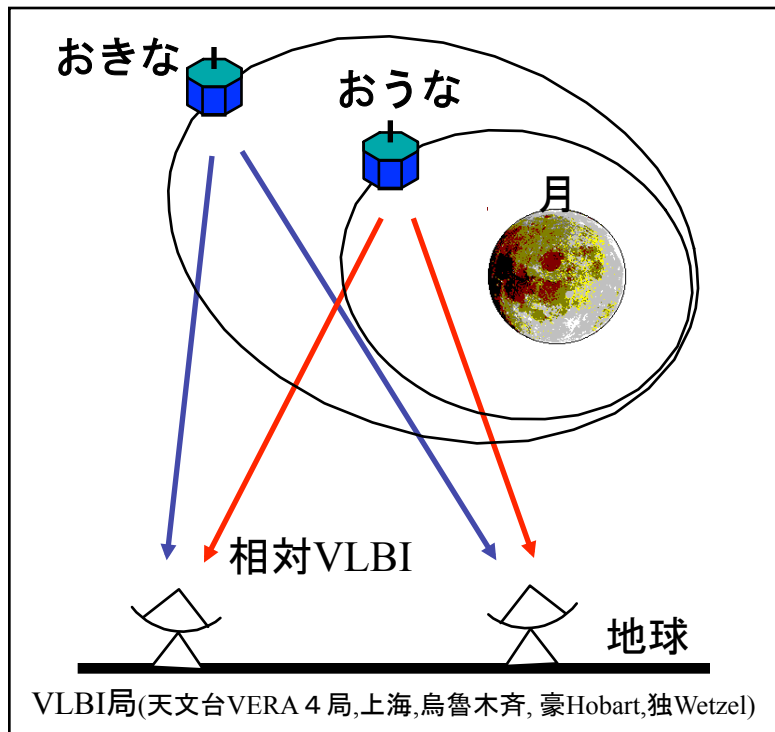 おきな
おうな
月
相対VLBI
地球
VLBI局(天文台VERA４局,上海,烏魯木斉, 豪Hobart,独Wetzel)